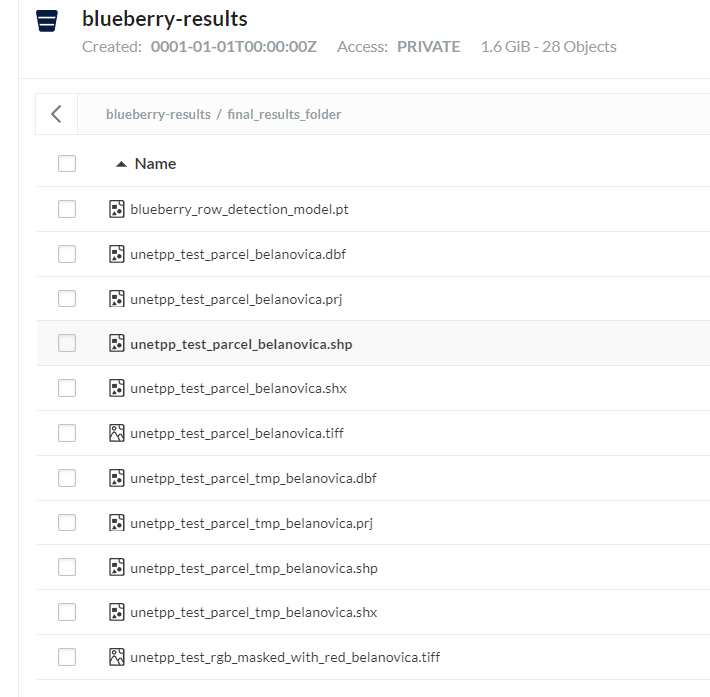 blueberry-results
Created: 0001-01-01T00:00:00Z Access: PRIVATE 1.6 GiB - 28 Objects
blueberry-results / final_results_folder
Name
blueberry_row_detection_model.pt
unetpp_test_parcel_belanovica.dbf
unetpp_test_parcel_belanovica.prj
unetpp_test_parcel_belanovica.shp
unetpp_test_parcel_belanovica.shx
unetpp_test_parcel_belanovica.tiff
unetpp_test_parcel_tmp_belanovica.dbf
unetpp_test_parcel_tmp_belanovica.prj
unetpp_test_parcel_tmp_belanovica.shp
unetpp_test_parcel_tmp_belanovica.shx
unetpp_test_rgb_masked_with_red_belanovica.tiff